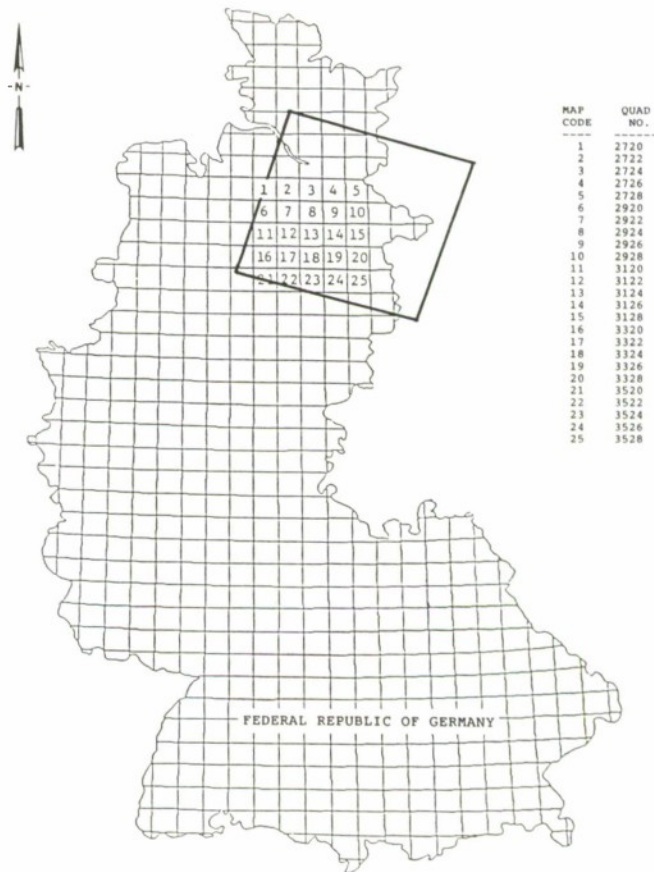 -N-
MAP QUAD
CODE NO.
---- ------
1 2720
2 2722
3 2724
4 2726
5 2728
6 2920
7 2922
8 2924
9 2926
10 2928
11 3120
12 3122
13 3124
14 3126
15 3128
16 3320
17 3322
18 3324
19 3326
20 3328
21 3520
22 3522
23 3524
24 3526
25 3528
1 2 3 4 5
6 7 8 9 10
11 12 13 14 15
16 17 18 19 20
21 22 23 24 25
FEDERAL REPUBLIC OF GERMANY